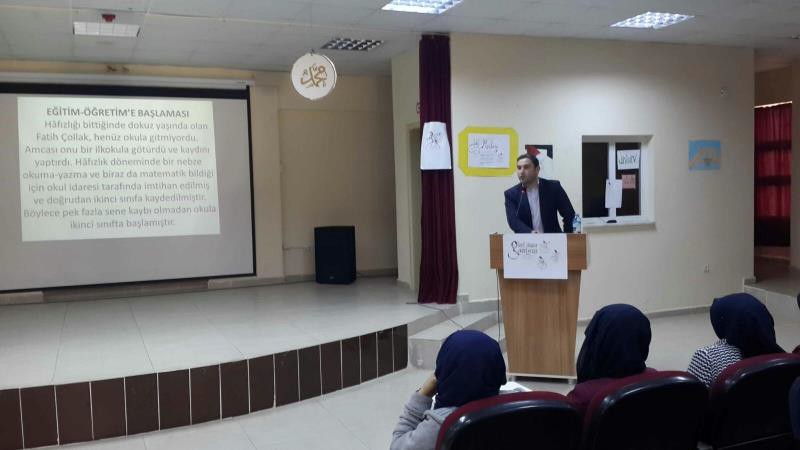 EĞİTİM-ÖĞRETİM'E BAŞLAMASI
Hâfızlığı bittiğinde dokuz yaşında olan
Fatih Çollak, henüz okula gitmiyordu.
Amcası onu bir ilkokula götürdü ve kaydını
yaptırdı. Hâfızlık döneminde bir nebze
okuma-yazma ve biraz da matematik bildiği
için okul idaresi tarafında imtihan edilmiş
ve doğrudan ikinci sınıfa kaydedilmiştir.
Böylece pek fazla sene kaybı olmadan okula
ikinci sınıfta başlamıştır.
محمد